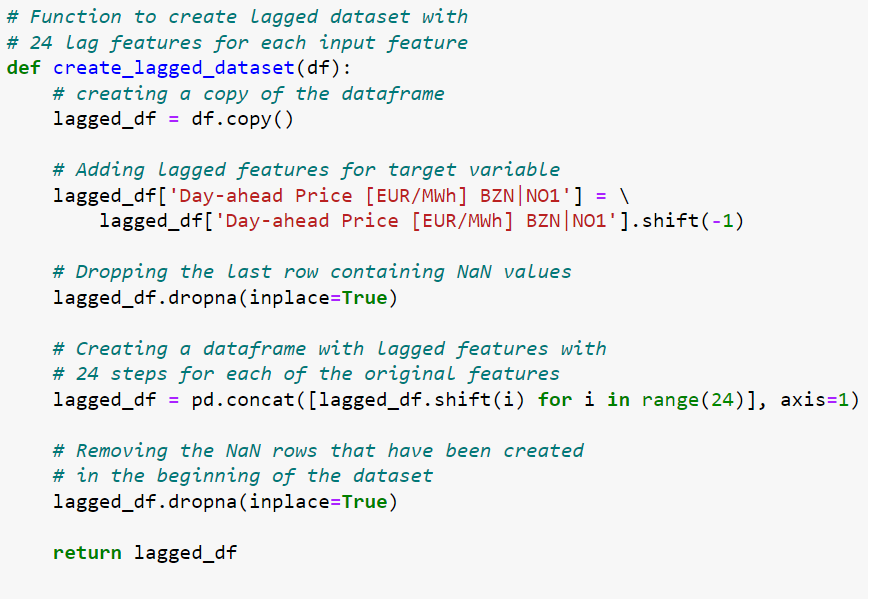 # Function to create lagged dataset with
# 24 lag features for each input feature
def create_lagged_dataset(df):
    # creating a copy of the dataframe
    lagged_df = df.copy()

    # Adding lagged features for target variable
    lagged_df['Day-ahead Price [EUR/MWh] BZN|NO1'] = \
        lagged_df['Day-ahead Price [EUR/MWh] BZN|NO1'].shift(-1)

    # Dropping the last row containing NaN values
    lagged_df.dropna(inplace=True)

    # Creating a dataframe with lagged features with
    # 24 steps for each of the original features
    lagged_df = pd.concat([lagged_df.shift(i) for i in range(24)], axis=1)

    # Removing the NaN rows that have been created
    # in the beginning of the dataset
    lagged_df.dropna(inplace=True)

    return lagged_df